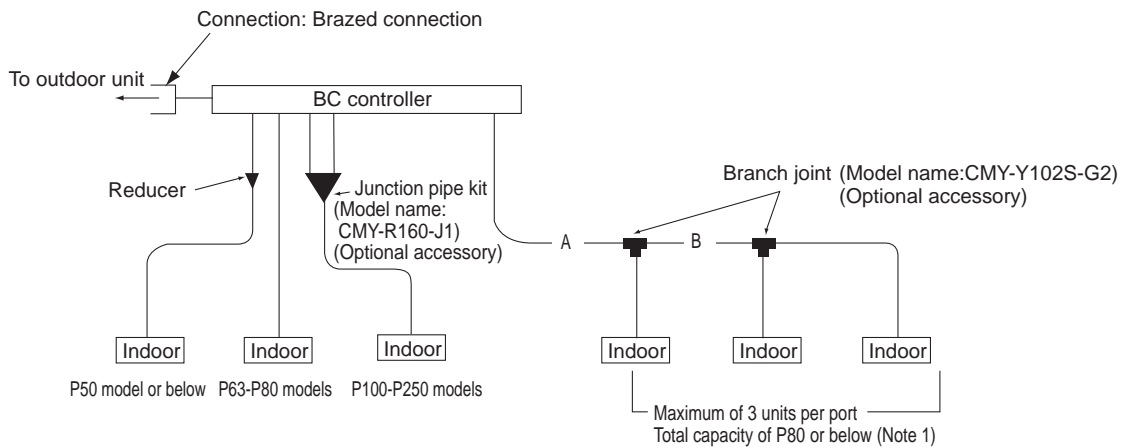 Connection: Brazed connection
To outdoor unit
BC controller
Reducer
Junction pipe kit
(Model name:
CMY-R160-J1)
(Optional accessory)
Branch joint (Model name:CMY-Y102S-G2)
(Optional accessory)
A
B
Indoor
Indoor
Indoor
Indoor
Indoor
Indoor
P50 model or below
P63-P80 models
P100-P250 models
Maximum of 3 units per port
Total capacity of P80 or below (Note 1)